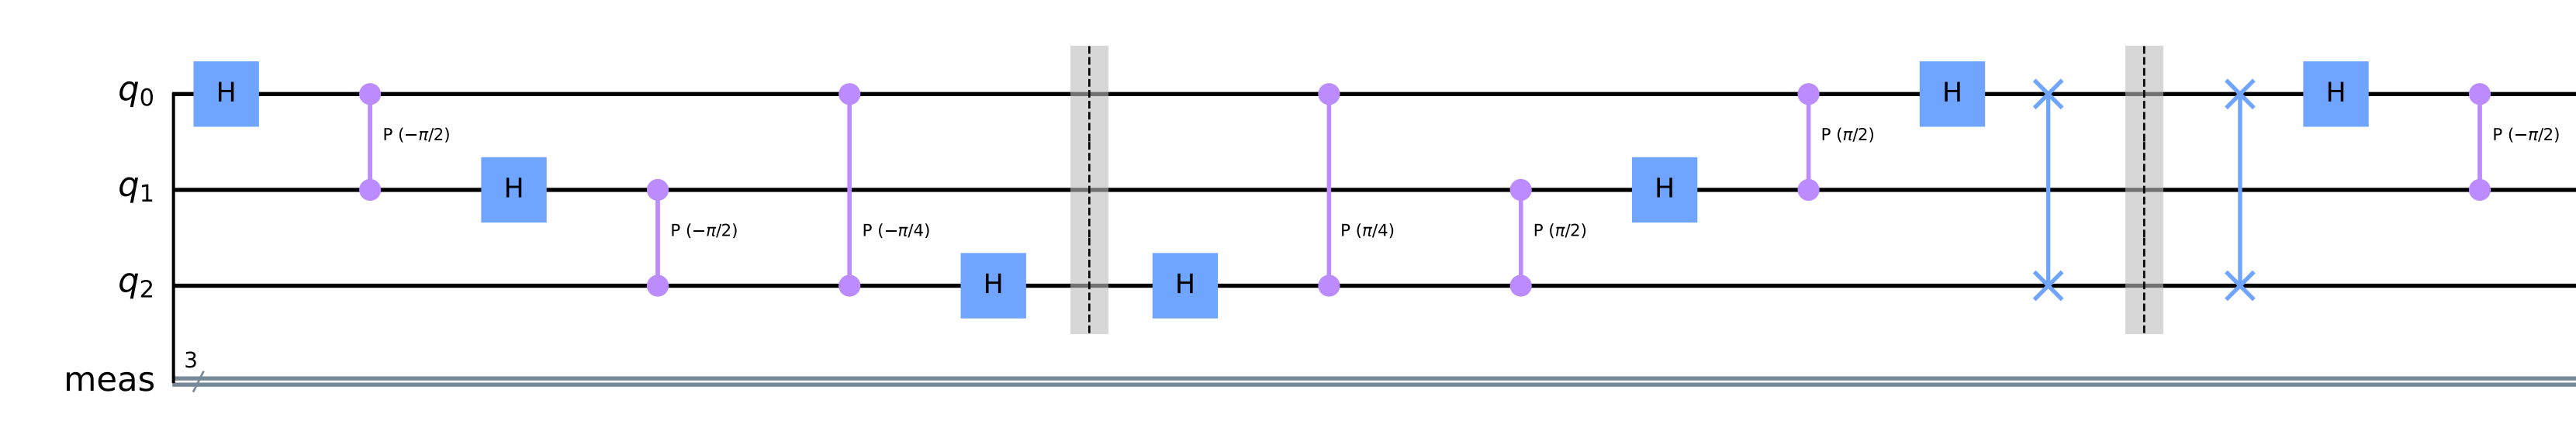 q0 H H H
P (−π/2) P (π/2) P (−π/2)
q1 H H
P (−π/2) P (−π/4) P (π/4) P (π/2)
q2 H H
3
meas